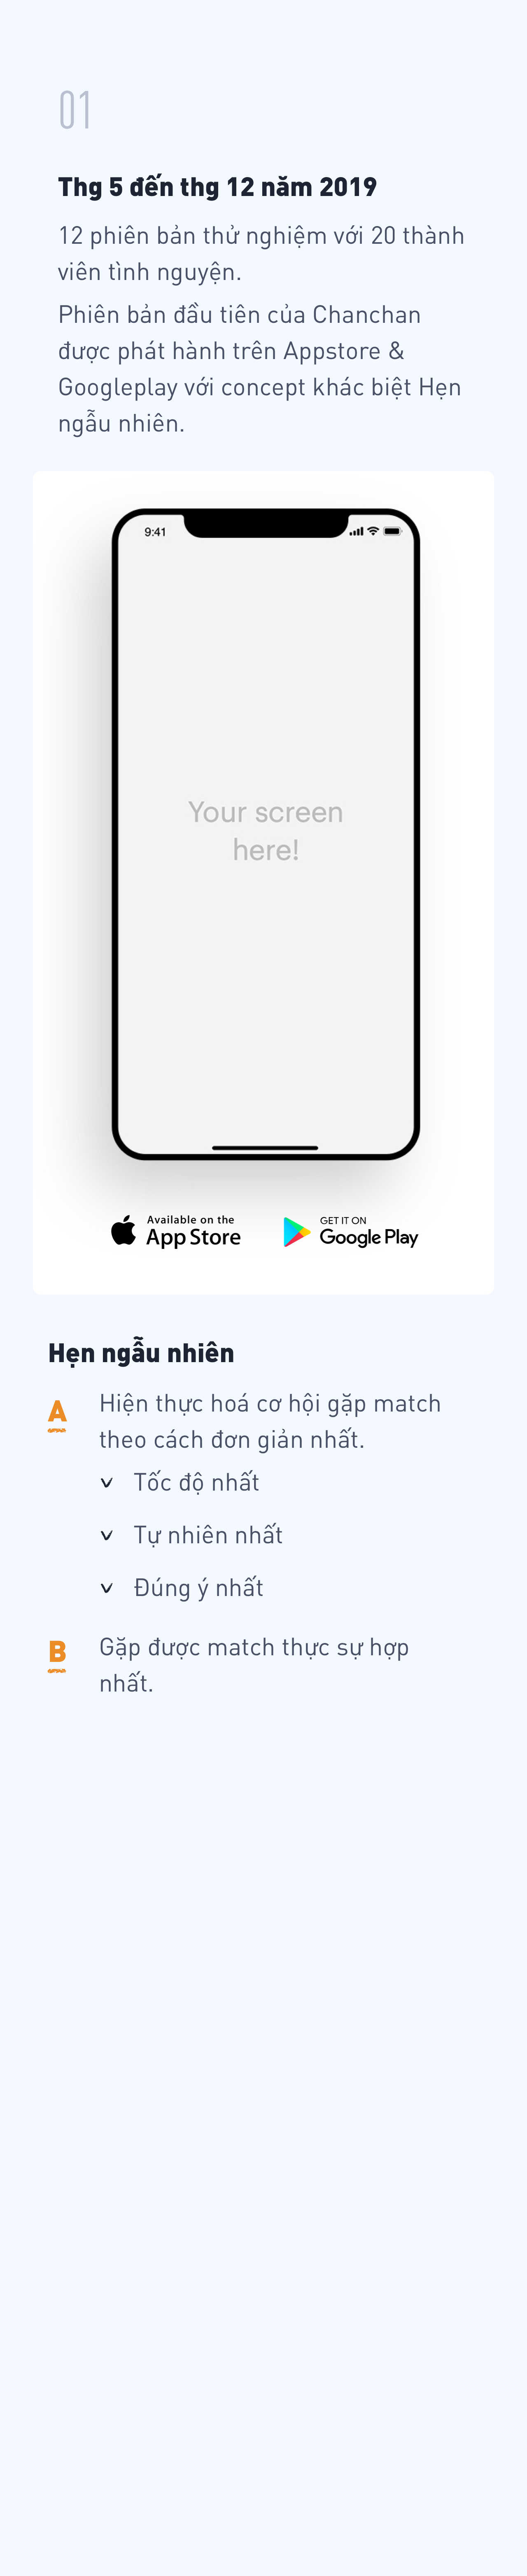 01
Thg 5 đến thg 12 năm 2019
12 phiên bản thử nghiệm với 20 thành
viên tình nguyện.
Phiên bản đầu tiên của Chanchan
được phát hành trên Appstore &
Googleplay với concept khác biệt Hẹn
ngẫu nhiên.
9:41
Your screen
here!
Available on the
App Store
GET IT ON
Google Play
Hẹn ngẫu nhiên
A Hiện thực hoá cơ hội gặp match
theo cách đơn giản nhất.
Tốc độ nhất
Tự nhiên nhất
Đúng ý nhất
B Gặp được match thực sự hợp
nhất.